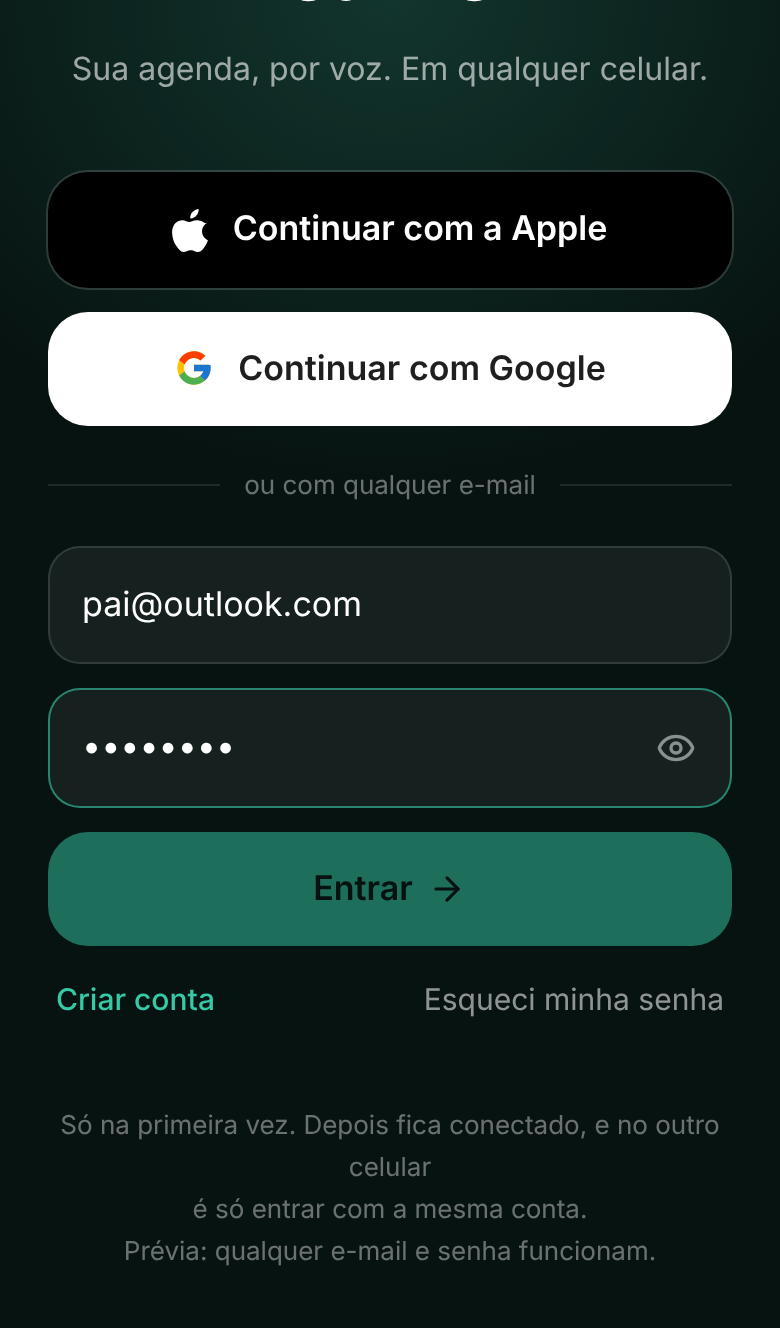 Sua agenda, por voz. Em qualquer celular.
Continuar com a Apple
Continuar com Google
ou com qualquer e-mail
pai@outlook.com
••••••••
Entrar →
Criar conta
Esqueci minha senha
Só na primeira vez. Depois fica conectado, e no outro
celular
é só entrar com a mesma conta.
Prévia: qualquer e-mail e senha funcionam.